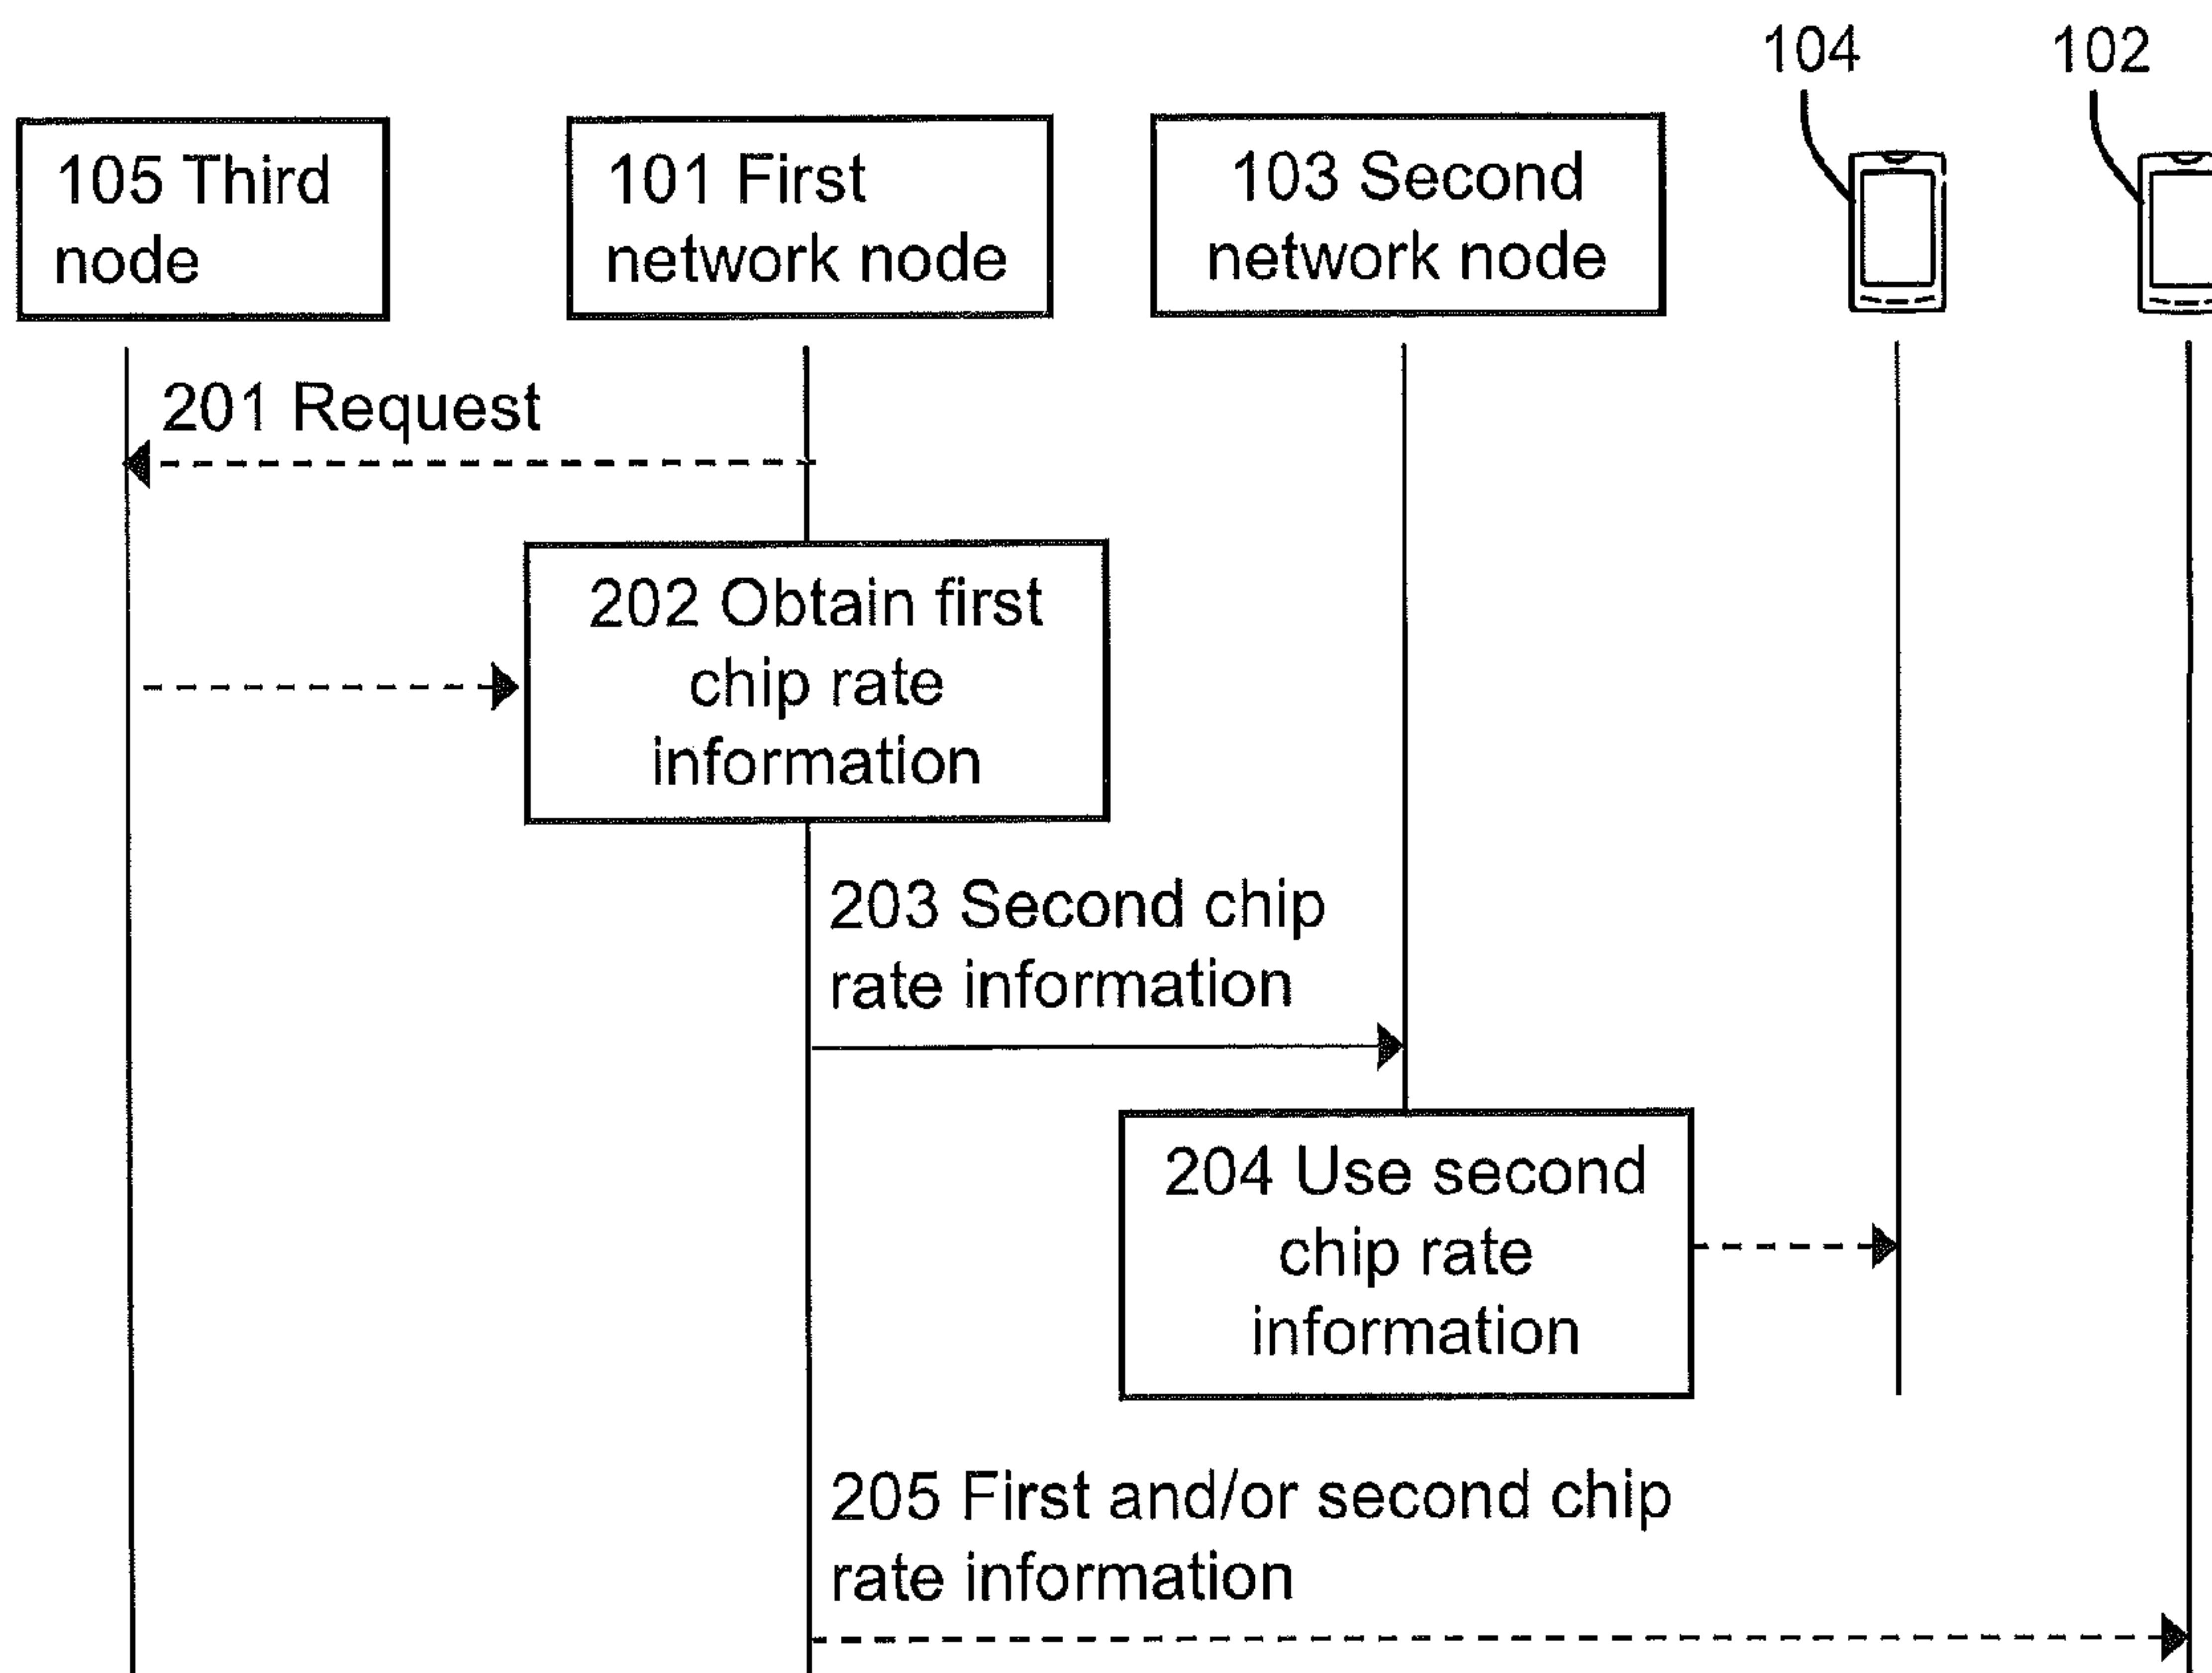 104
102
105 Third
node
101 First
network node
103 Second
network node
201 Request
202 Obtain first
chip rate
information
203 Second chip
rate information
204 Use second
chip rate
information
205 First and/or second chip
rate information